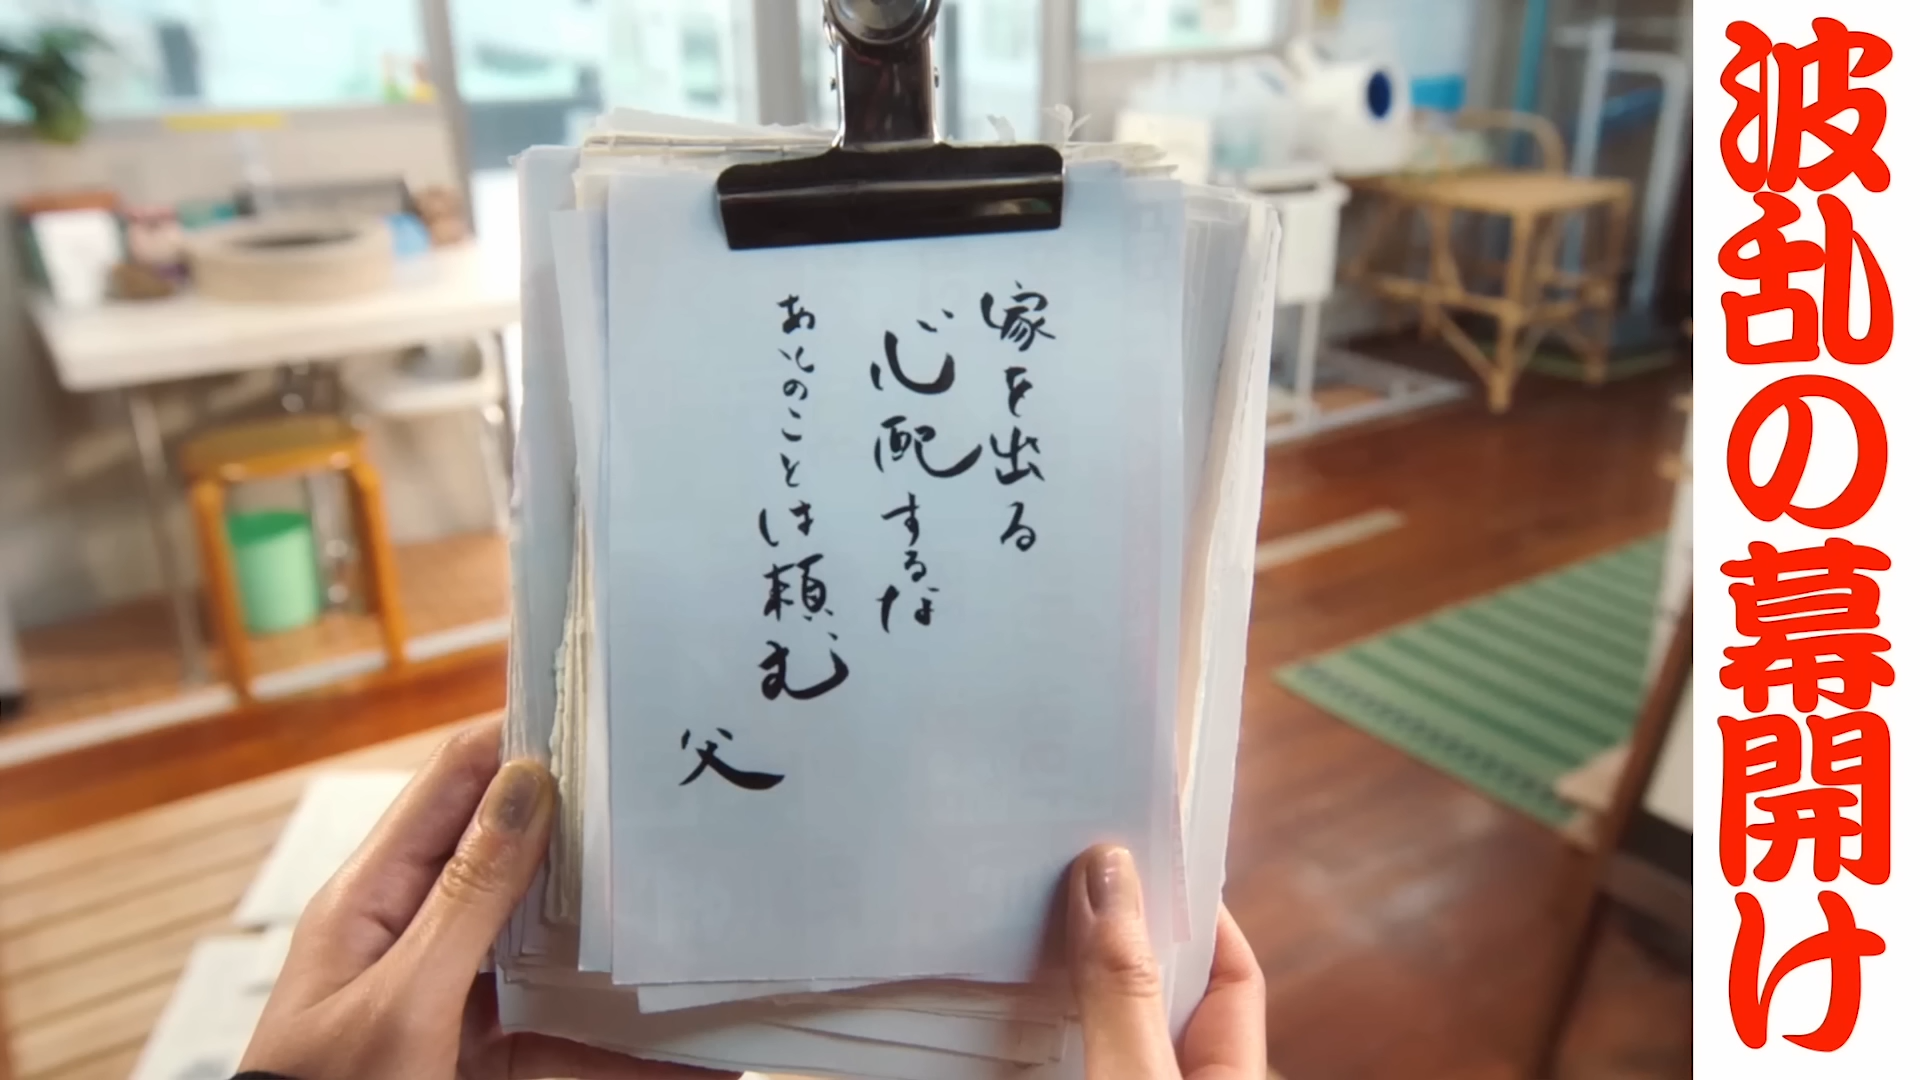 家を出る
心配するな
あとのことは頼む
父
波乱の幕開け